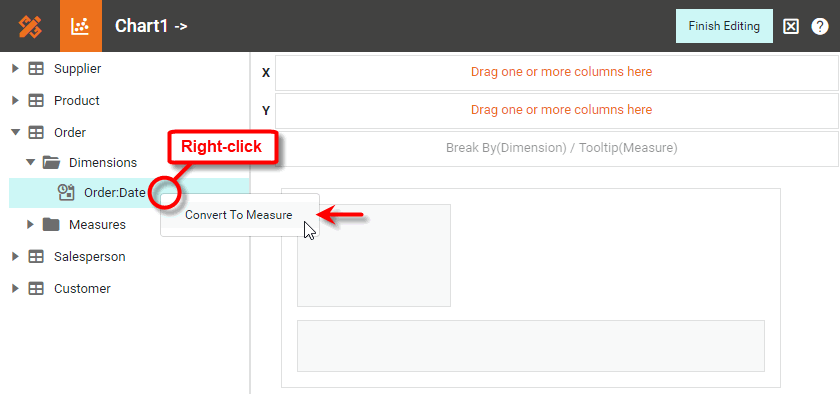 Chart1 ->
Finish Editing
?
Supplier
Product
Order
Dimensions
Order:Date
Measures
Salesperson
Customer
Right-click
Convert To Measure
X
Drag one or more columns here
Y
Drag one or more columns here
Break By(Dimension) / Tooltip(Measure)